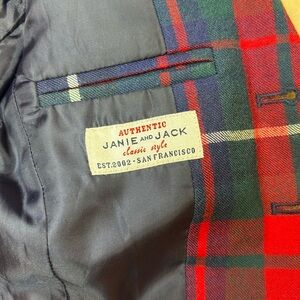 AUTHENTIC
JANIE AND JACK
classic style
EST.2002 · SAN FRANCISCO